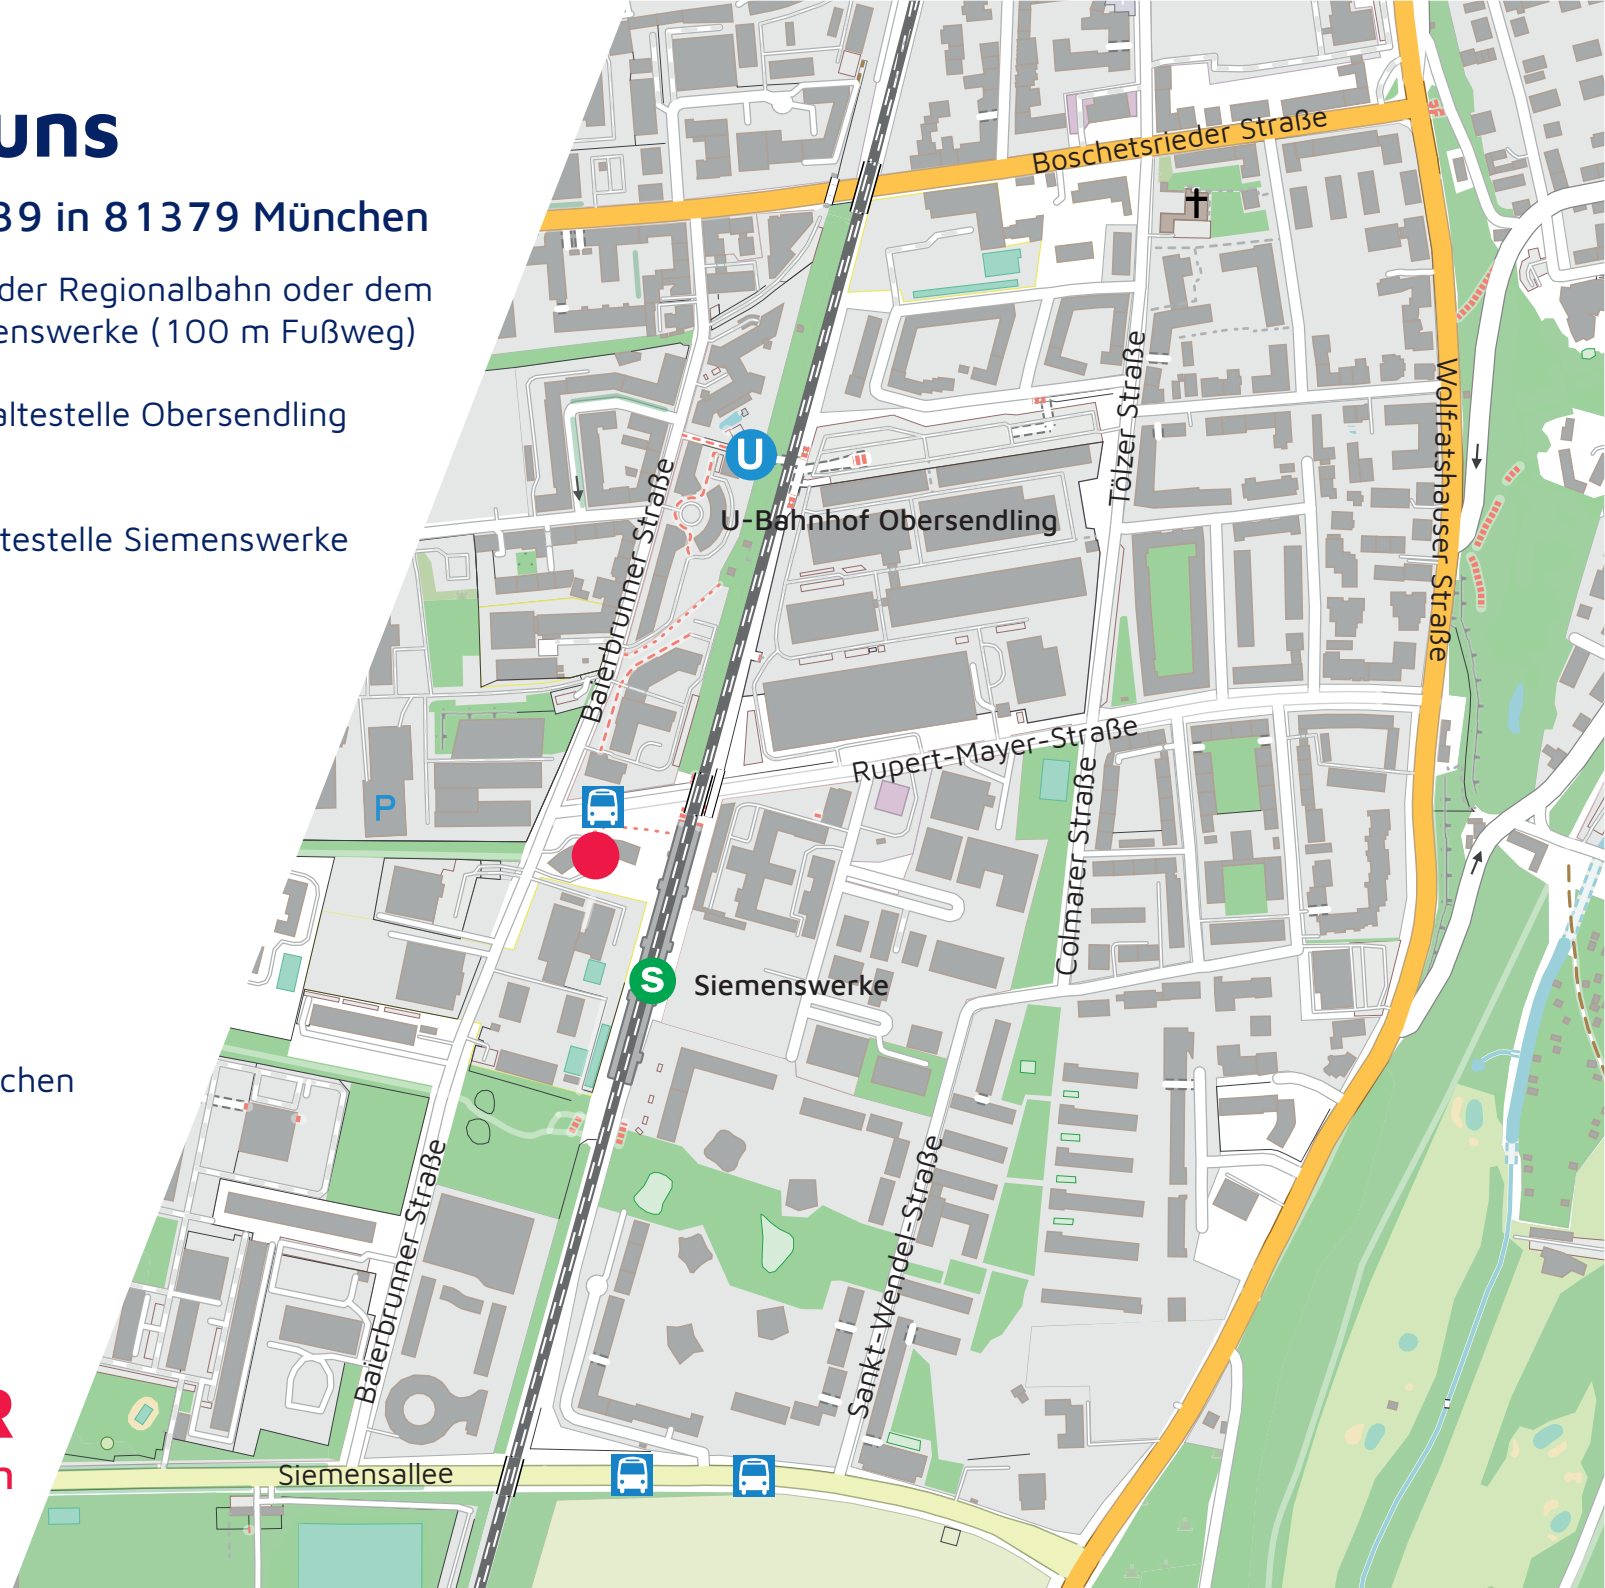 uns
39 in 81379 München
der Regionalbahn oder dem
enswerke (100 m Fußweg)
altestelle Obersendling
testelle Siemenswerke
chen
R
n
Boschetsrieder Straße
Wolfratshauser Straße
Tölzer Straße
U
U-Bahnhof Obersendling
Baierbrunner Straße
Rupert-Mayer-Straße
P
Colmarer Straße
S
Siemenswerke
Baierbrunner Straße
Sankt-Wendel-Straße
Siemensallee